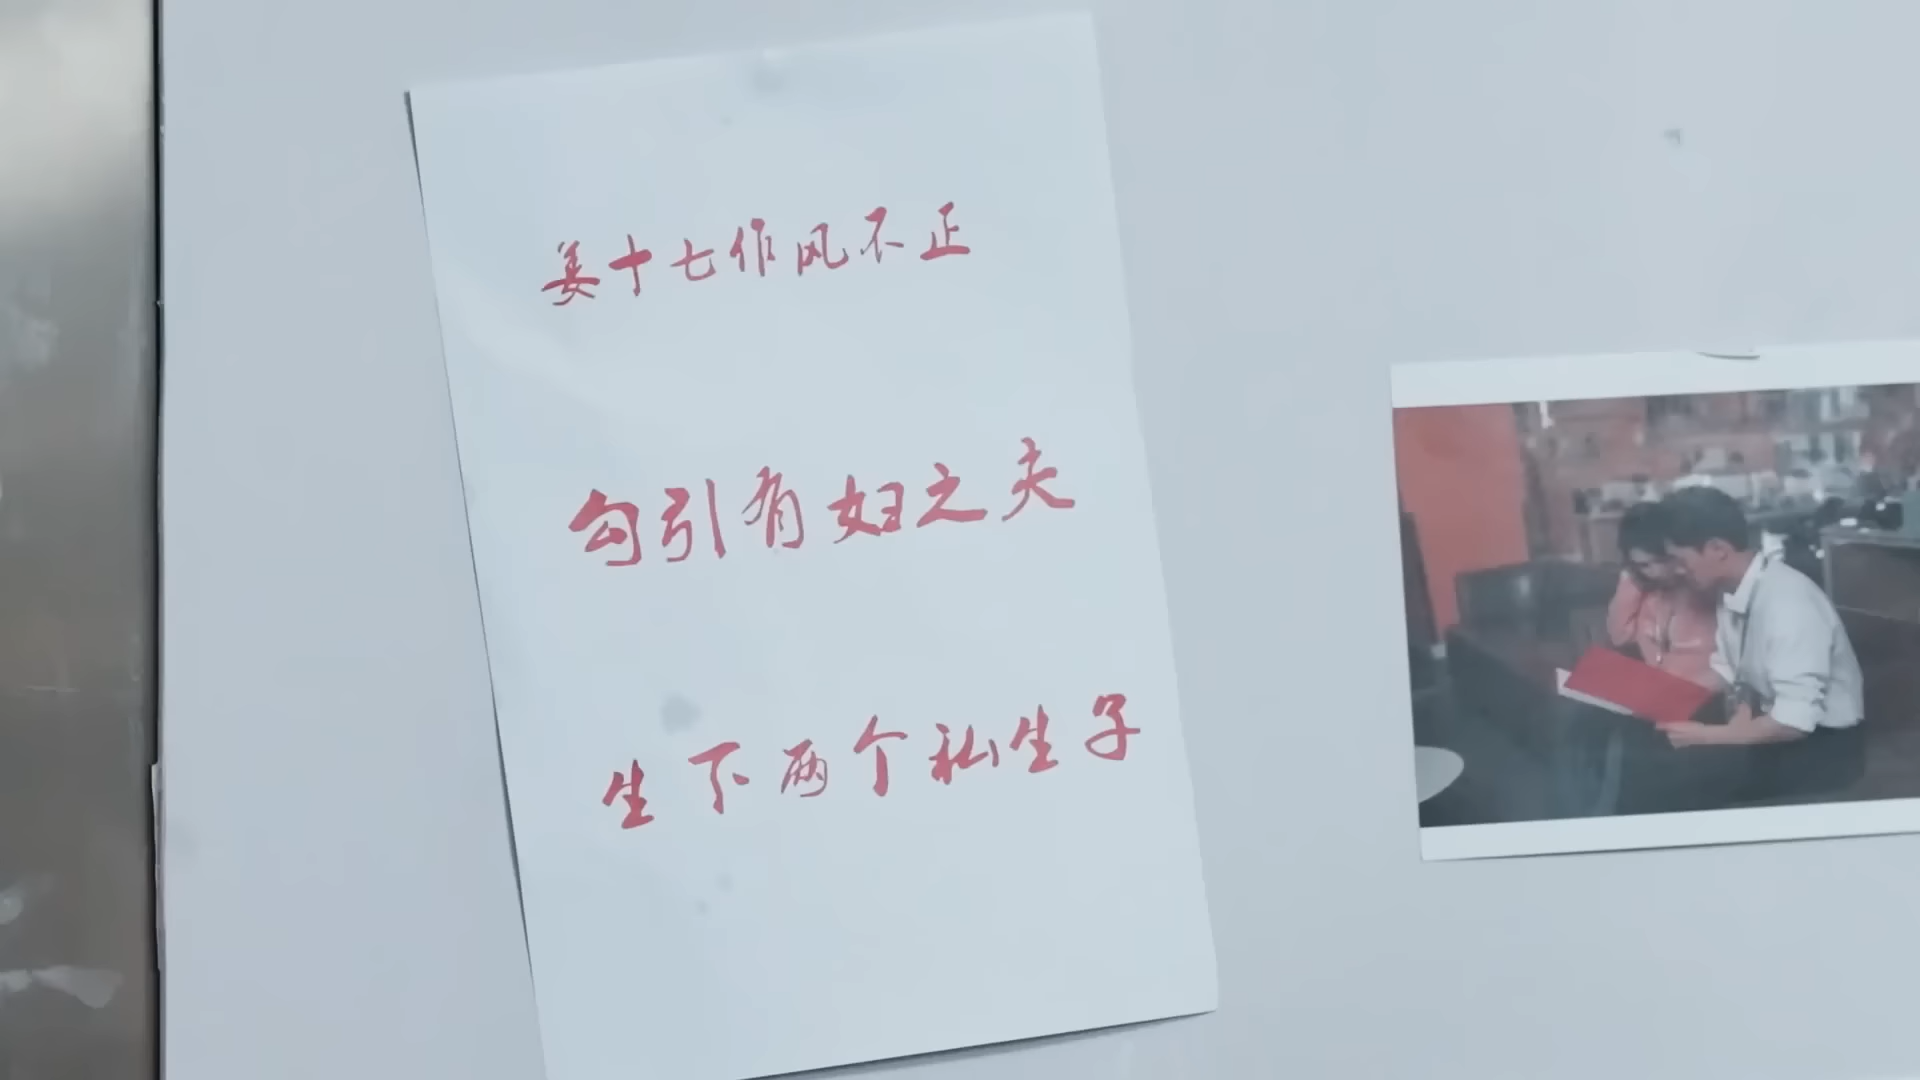 姜十七作风不正
勾引有妇之夫
生下两个私生子